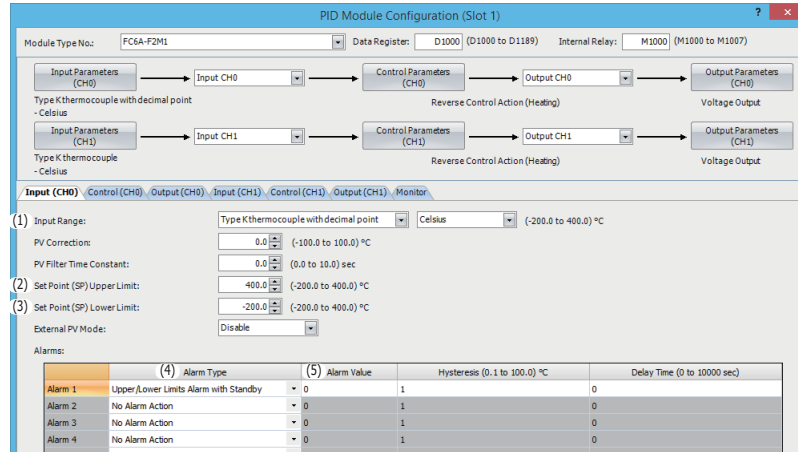 PID Module Configuration (Slot 1)
? ×
Module Type No.: FC6A-F2M1 Data Register: D1000 (D1000 to D1189) Internal Relay: M1000 (M1000 to M1007)
Input Parameters (CH0) Input CH0 Control Parameters (CH0) Output CH0 Output Parameters (CH0)
Type K thermocouple with decimal point
- Celsius
Reverse Control Action (Heating) Voltage Output
Input Parameters (CH1) Input CH1 Control Parameters (CH1) Output CH1 Output Parameters (CH1)
Type K thermocouple
- Celsius
Reverse Control Action (Heating) Voltage Output
Input (CH0) Control (CH0) Output (CH0) Input (CH1) Control (CH1) Output (CH1) Monitor
(1) Input Range: Type K thermocouple with decimal point Celsius (-200.0 to 400.0) °C
PV Correction: 0.0 (-100.0 to 100.0) °C
PV Filter Time Constant: 0.0 (0.0 to 10.0) sec
(2) Set Point (SP) Upper Limit: 400.0 (-200.0 to 400.0) °C
(3) Set Point (SP) Lower Limit: -200.0 (-200.0 to 400.0) °C
External PV Mode: Disable
Alarms:
(4) Alarm Type (5) Alarm Value Hysteresis (0.1 to 100.0) °C Delay Time (0 to 10000 sec)
Alarm 1 Upper/Lower Limits Alarm with Standby 0 1 0
Alarm 2 No Alarm Action 0 1 0
Alarm 3 No Alarm Action 0 1 0
Alarm 4 No Alarm Action 0 1 0